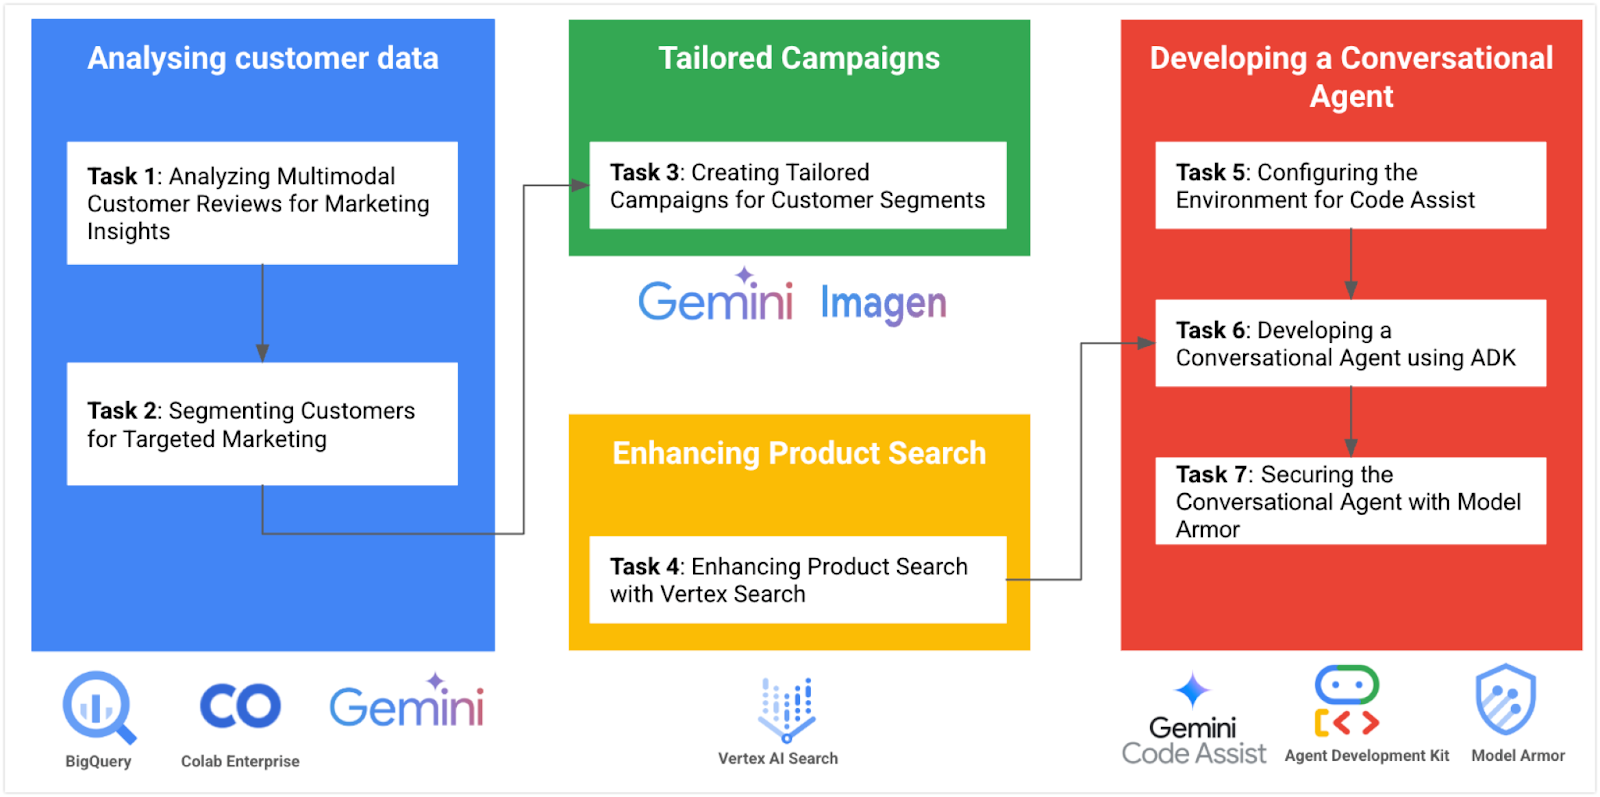 Analysing customer data
Task 1: Analyzing Multimodal
Customer Reviews for Marketing
Insights
Task 2: Segmenting Customers
for Targeted Marketing
BigQuery
CO
Colab Enterprise
Gemini
Tailored Campaigns
Task 3: Creating Tailored
Campaigns for Customer Segments
Gemini
Imagen
Enhancing Product Search
Task 4: Enhancing Product Search
with Vertex Search
Vertex AI Search
Developing a Conversational
Agent
Task 5: Configuring the
Environment for Code Assist
Task 6: Developing a
Conversational Agent using ADK
Task 7: Securing the
Conversational Agent with Model
Armor
Gemini
Code Assist
Agent Development Kit
Model Armor